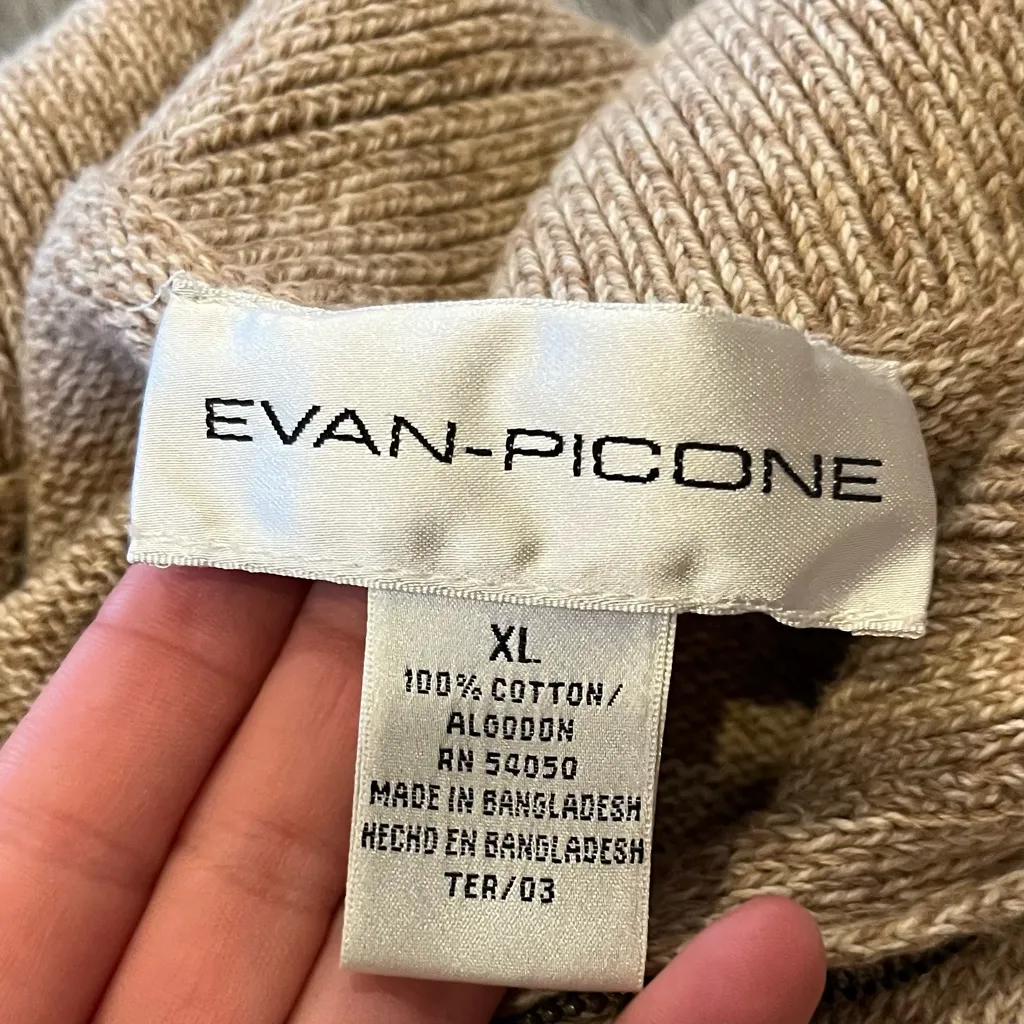 EVAN-PICONE
XL
100% COTTON/
ALGODON
RN 54050
MADE IN BANGLADESH
HECHO EN BANGLADESH
TER/03